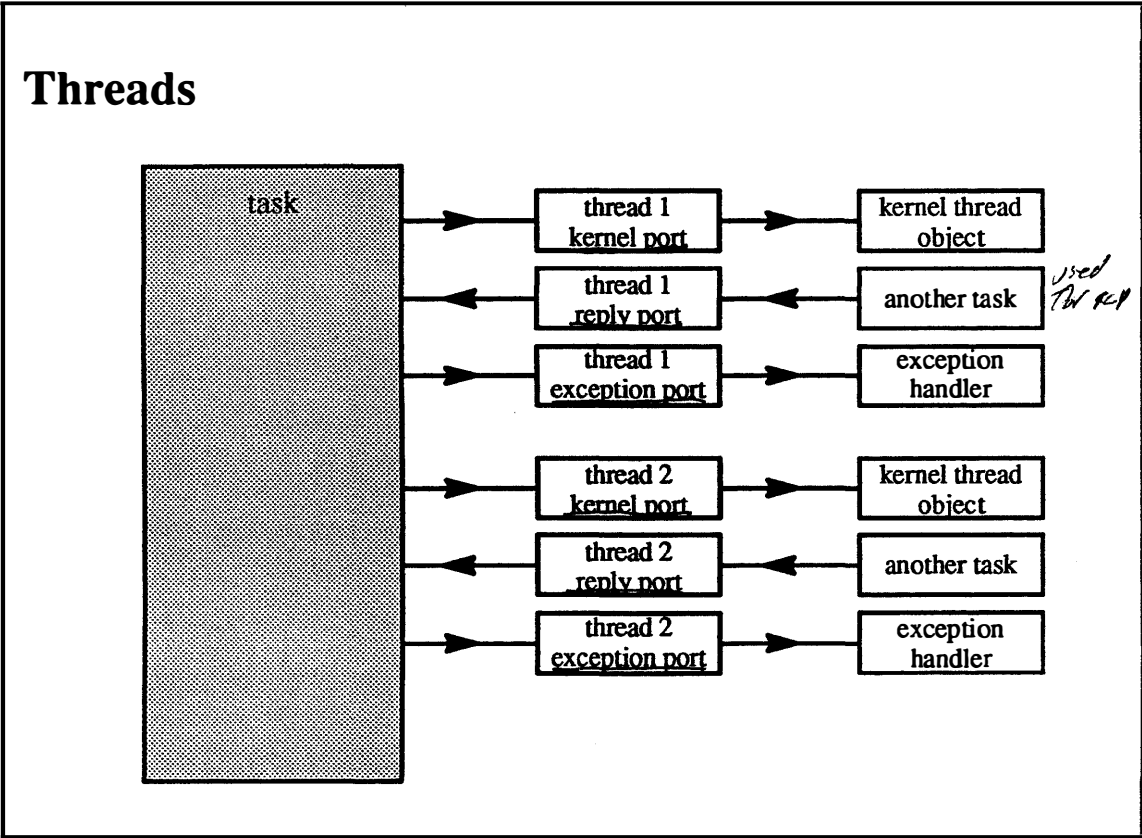 Threads
task
thread 1
kernel port
kernel thread
object
thread 1
reply port
another task
used
thread 1
exception port
exception
handler
thread 2
kernel port
kernel thread
object
thread 2
reply port
another task
thread 2
exception port
exception
handler